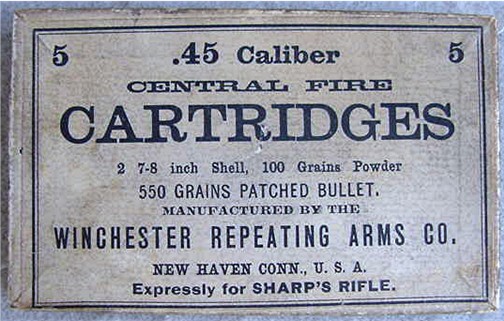 5 .45 Caliber 5
CENTRAL FIRE
CARTRIDGES
2 7-8 inch Shell, 100 Grains Powder
550 GRAINS PATCHED BULLET.
MANUFACTURED BY THE
WINCHESTER REPEATING ARMS CO.
NEW HAVEN CONN., U. S. A.
Expressly for SHARP'S RIFLE.